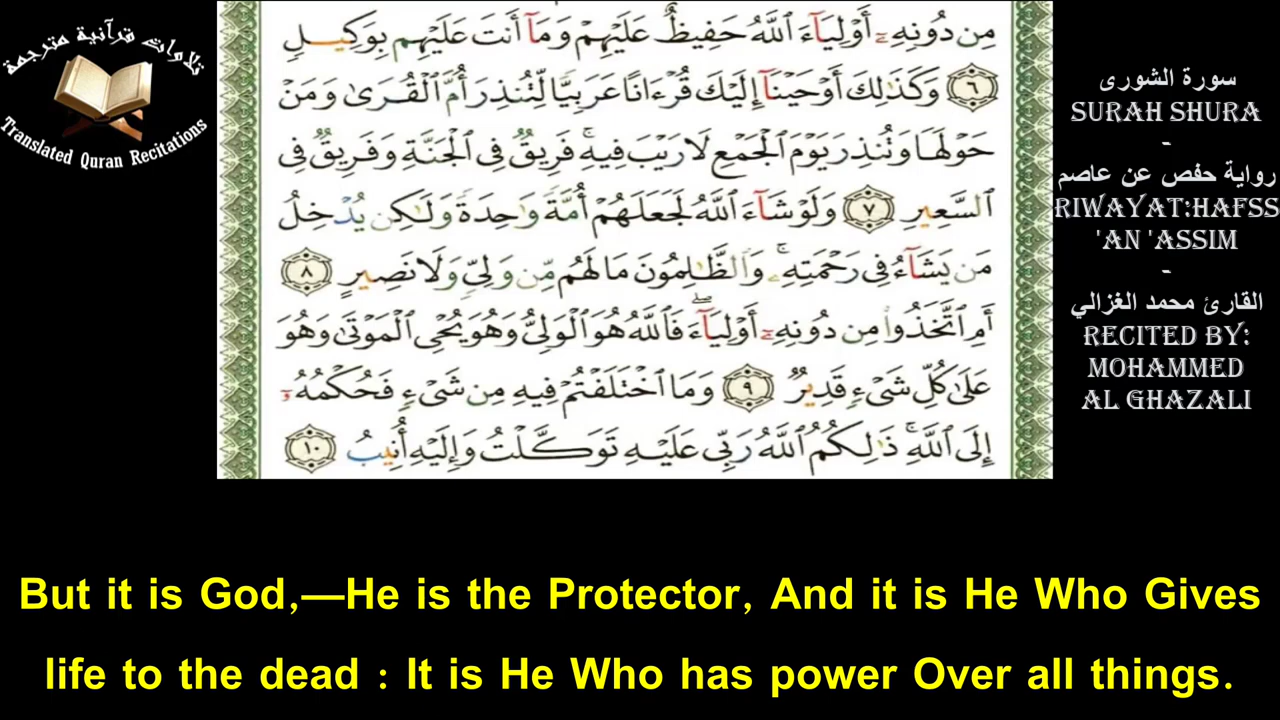 تلاوات قرآنية مترجمة
Translated Quran Recitations
مِن دُونِهِۦٓ أَوْلِيَآءَ ٱللَّهُ حَفِيظٌ عَلَيْهِمْ وَمَآ أَنتَ عَلَيْهِم بِوَكِيلٍ
٦ وَكَذَٰلِكَ أَوْحَيْنَآ إِلَيْكَ قُرْءَانًا عَرَبِيًّا لِّتُنذِرَ أُمَّ ٱلْقُرَىٰ وَمَنْ
حَوْلَهَا وَتُنذِرَ يَوْمَ ٱلْجَمْعِ لَا رَيْبَ فِيهِ ۚ فَرِيقٌ فِى ٱلْجَنَّةِ وَفَرِيقٌ فِى
ٱلسَّعِيرِ ٧ وَلَوْ شَآءَ ٱللَّهُ لَجَعَلَهُمْ أُمَّةً وَٰحِدَةً وَلَٰكِن يُدْخِلُ
مَن يَشَآءُ فِى رَحْمَتِهِۦ ۚ وَٱلظَّٰلِمُونَ مَا لَهُم مِّن وَلِىٍّ وَلَا نَصِيرٍ ٨
أَمِ ٱتَّخَذُوا۟ مِن دُونِهِۦٓ أَوْلِيَآءَ ۖ فَٱللَّهُ هُوَ ٱلْوَلِىُّ وَهُوَ يُحْىِ ٱلْمَوْتَىٰ وَهُوَ
عَلَىٰ كُلِّ شَىْءٍ قَدِيرٌ ٩ وَمَا ٱخْتَلَفْتُمْ فِيهِ مِن شَىْءٍ فَحُكْمُهُۥٓ
إِلَى ٱللَّهِ ۚ ذَٰلِكُمُ ٱللَّهُ رَبِّى عَلَيْهِ تَوَكَّلْتُ وَإِلَيْهِ أُنِيبُ ١٠
سورة الشورى
SURAH SHURA
-
رواية حفص عن عاصم
RIWAYAT:HAFSS
'AN 'ASSIM
-
القارئ محمد الغزالي
RECITED BY:
MOHAMMED
AL GHAZALI
But it is God,—He is the Protector, And it is He Who Gives
life to the dead : It is He Who has power Over all things.